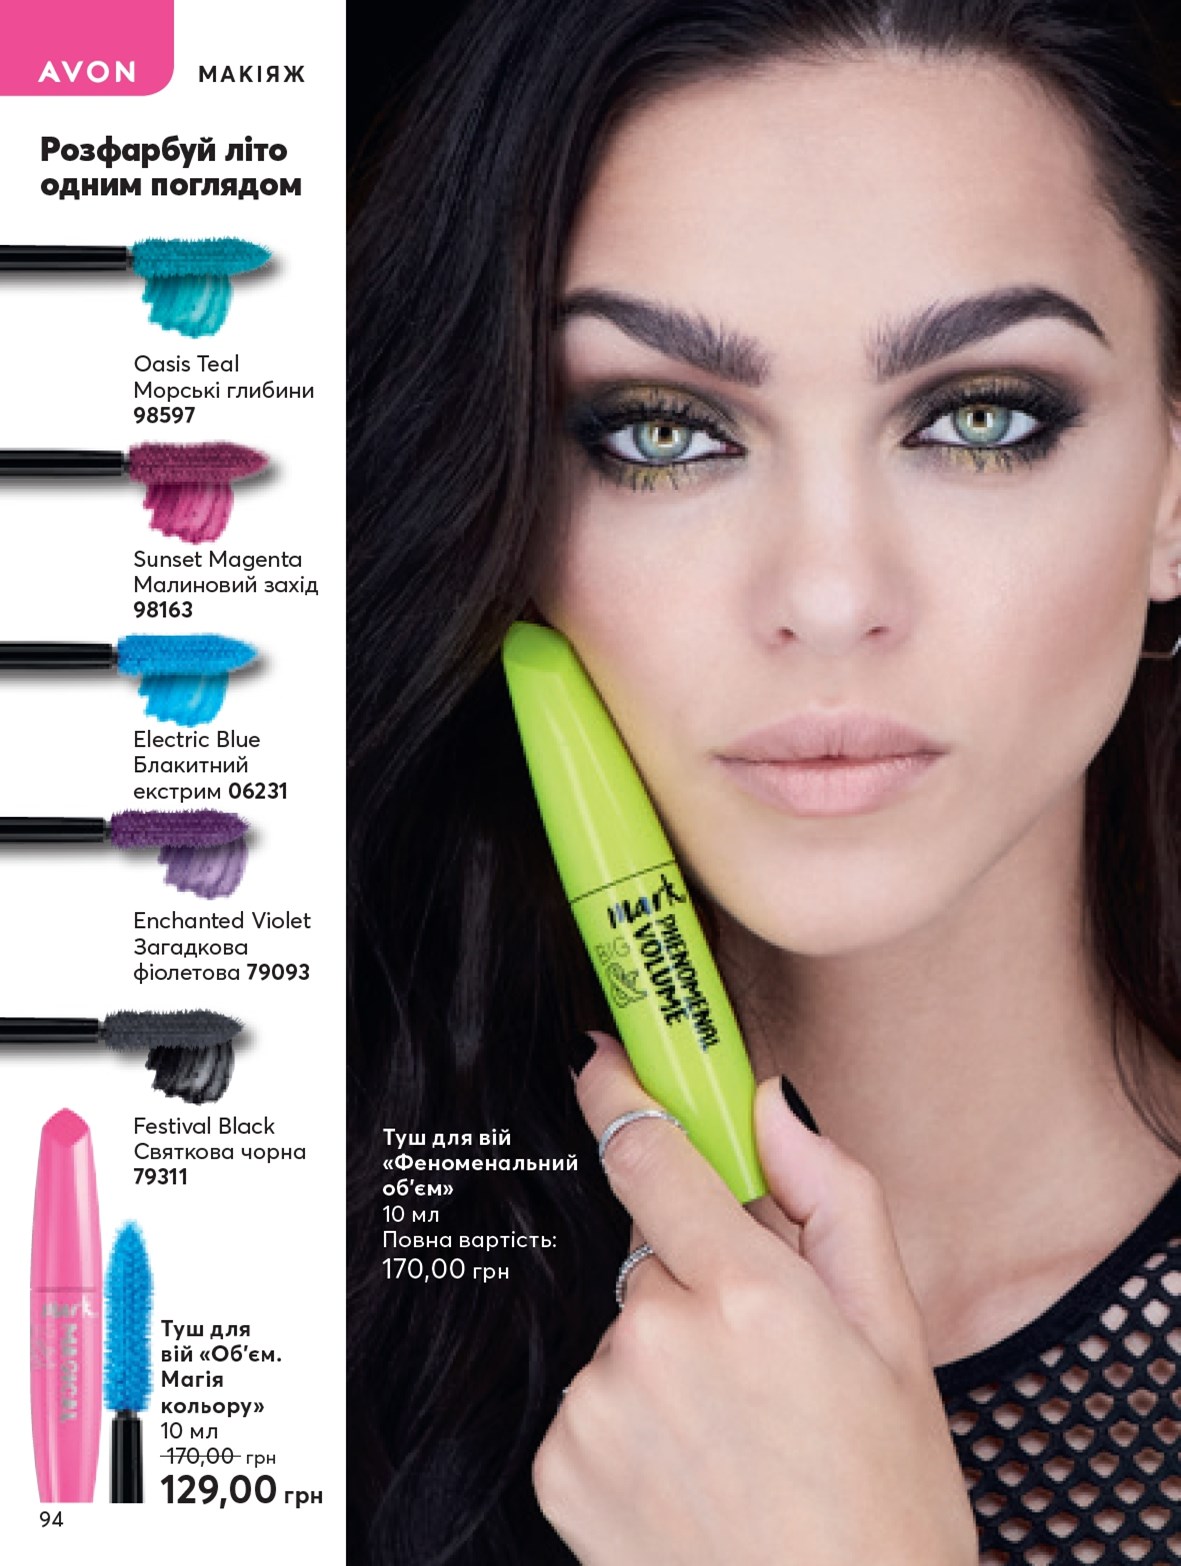 AVON
МАКІЯЖ
Розфарбуй літо
одним поглядом
Oasis Teal
Морські глибини
98597
Sunset Magenta
Малиновий захід
98163
Electric Blue
Блакитний
екстрим 06231
Enchanted Violet
Загадкова
фіолетова 79093
Festival Black
Святкова чорна
79311
Туш для
вій «Об’єм.
Магія
кольору»
10 мл
170,00 грн
129,00 грн
94
mark
BIG
PHENOMENAL
VOLUME
Туш для вій
«Феноменальний
об’єм»
10 мл
Повна вартість:
170,00 грн